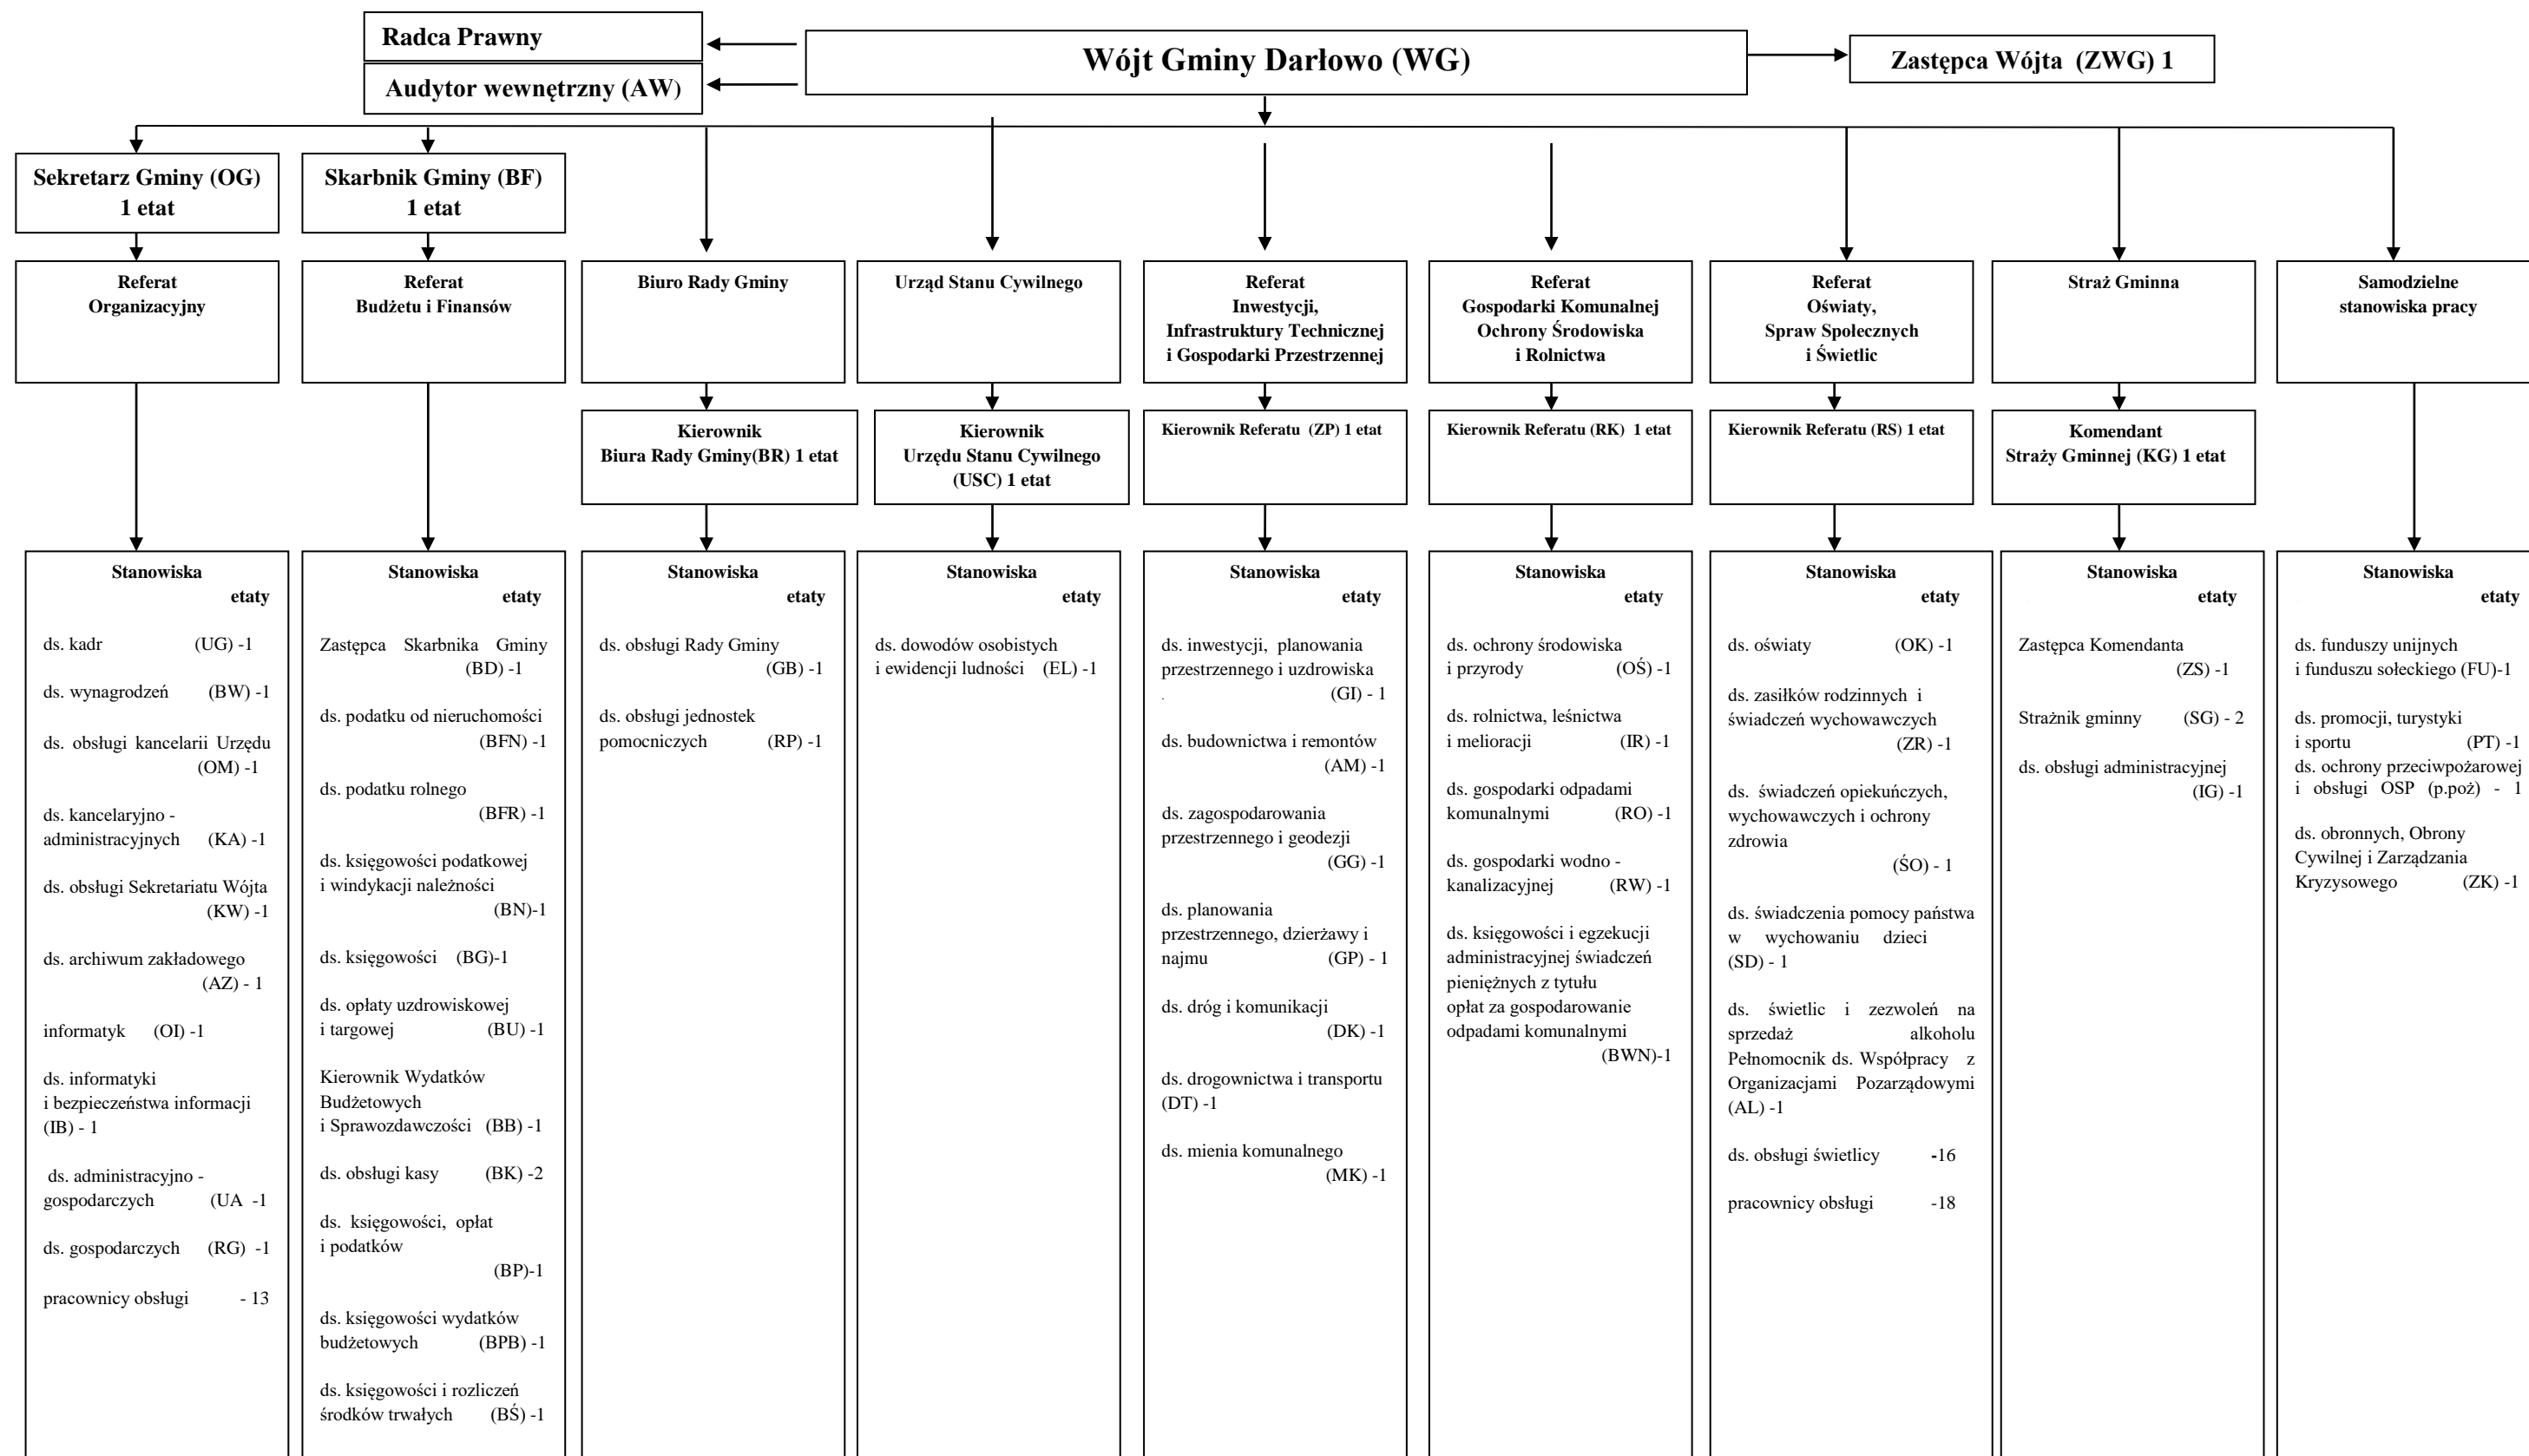 Radca Prawny
Audytor wewnętrzny (AW)
Wójt Gminy Darłowo (WG)
Zastępca Wójta (ZWG) 1
Sekretarz Gminy (OG)
1 etat
Skarbnik Gminy (BF)
1 etat
Referat
Organizacyjny
Referat
Budżetu i Finansów
Biuro Rady Gminy
Urząd Stanu Cywilnego
Referat
Inwestycji,
Infrastruktury Technicznej
i Gospodarki Przestrzennej
Referat
Gospodarki Komunalnej
Ochrony Środowiska
i Rolnictwa
Referat
Oświaty,
Spraw Społecznych
i Świetlic
Straż Gminna
Samodzielne
stanowiska pracy
Kierownik
Biura Rady Gminy(BR) 1 etat
Kierownik
Urzędu Stanu Cywilnego
(USC) 1 etat
Kierownik Referatu (ZP) 1 etat
Kierownik Referatu (RK) 1 etat
Kierownik Referatu (RS) 1 etat
Komendant
Straży Gminnej (KG) 1 etat
Stanowiska
etaty
ds. kadr (UG) -1
ds. wynagrodzeń (BW) -1
ds. obsługi kancelarii Urzędu
(OM) -1
ds. kancelaryjno -
administracyjnych (KA) -1
ds. obsługi Sekretariatu Wójta
(KW) -1
ds. archiwum zakładowego
(AZ) - 1
informatyk (OI) -1
ds. informatyki
i bezpieczeństwa informacji
(IB) - 1
ds. administracyjno -
gospodarczych (UA -1
ds. gospodarczych (RG) -1
pracownicy obsługi - 13
Stanowiska
etaty
Zastępca Skarbnika Gminy
(BD) -1
ds. podatku od nieruchomości
(BFN) -1
ds. podatku rolnego
(BFR) -1
ds. księgowości podatkowej
i windykacji należności
(BN)-1
ds. księgowości (BG)-1
ds. opłaty uzdrowiskowej
i targowej (BU) -1
Kierownik Wydatków
Budżetowych
i Sprawozdawczości (BB) -1
ds. obsługi kasy (BK) -2
ds. księgowości, opłat
i podatków
(BP)-1
ds. księgowości wydatków
budżetowych (BPB) -1
ds. księgowości i rozliczeń
środków trwałych (BŚ) -1
Stanowiska
etaty
ds. obsługi Rady Gminy
(GB) -1
ds. obsługi jednostek
pomocniczych (RP) -1
Stanowiska
etaty
ds. dowodów osobistych
i ewidencji ludności (EL) -1
Stanowiska
etaty
ds. inwestycji, planowania
przestrzennego i uzdrowiska
. (GI) - 1
ds. budownictwa i remontów
(AM) -1
ds. zagospodarowania
przestrzennego i geodezji
(GG) -1
ds. planowania
przestrzennego, dzierżawy i
najmu (GP) - 1
ds. dróg i komunikacji
(DK) -1
ds. drogownictwa i transportu
(DT) -1
ds. mienia komunalnego
(MK) -1
Stanowiska
etaty
ds. ochrony środowiska
i przyrody (OŚ) -1
ds. rolnictwa, leśnictwa
i melioracji (IR) -1
ds. gospodarki odpadami
komunalnymi (RO) -1
ds. gospodarki wodno -
kanalizacyjnej (RW) -1
ds. księgowości i egzekucji
administracyjnej świadczeń
pieniężnych z tytułu
opłat za gospodarowanie
odpadami komunalnymi
(BWN)-1
Stanowiska
etaty
ds. oświaty (OK) -1
ds. zasiłków rodzinnych i
świadczeń wychowawczych
(ZR) -1
ds. świadczeń opiekuńczych,
wychowawczych i ochrony
zdrowia
(ŚO) - 1
ds. świadczenia pomocy państwa
w wychowaniu dzieci
(SD) - 1
ds. świetlic i zezwoleń na
sprzedaż alkoholu
Pełnomocnik ds. Współpracy z
Organizacjami Pozarządowymi
(AL) -1
ds. obsługi świetlicy -16
pracownicy obsługi -18
Stanowiska
etaty
Zastępca Komendanta
(ZS) -1
Strażnik gminny (SG) - 2
ds. obsługi administracyjnej
(IG) -1
Stanowiska
etaty
ds. funduszy unijnych
i funduszu sołeckiego (FU)-1
ds. promocji, turystyki
i sportu (PT) -1
ds. ochrony przeciwpożarowej
i obsługi OSP (p.poż) - 1
ds. obronnych, Obrony
Cywilnej i Zarządzania
Kryzysowego (ZK) -1